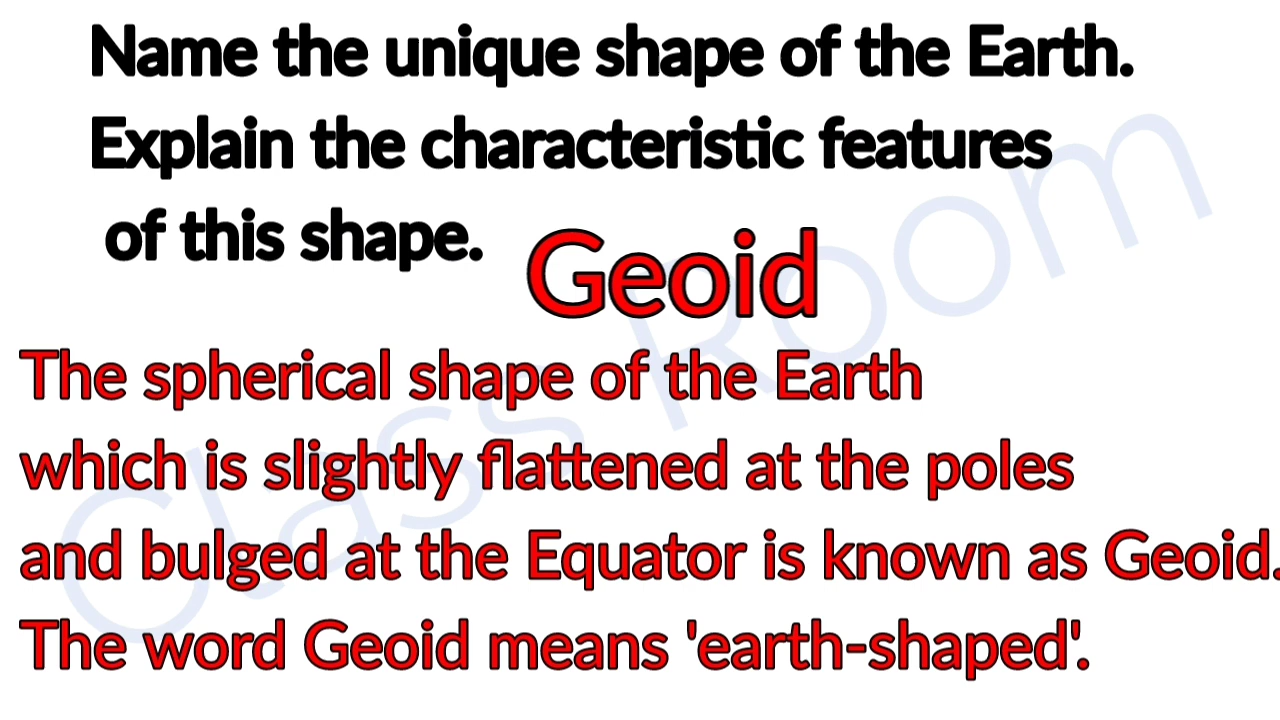 Name the unique shape of the Earth.
Explain the characteristic features
of this shape.
Geoid
The spherical shape of the Earth
which is slightly flattened at the poles
and bulged at the Equator is known as Geoid.
The word Geoid means 'earth-shaped'.
Class Room